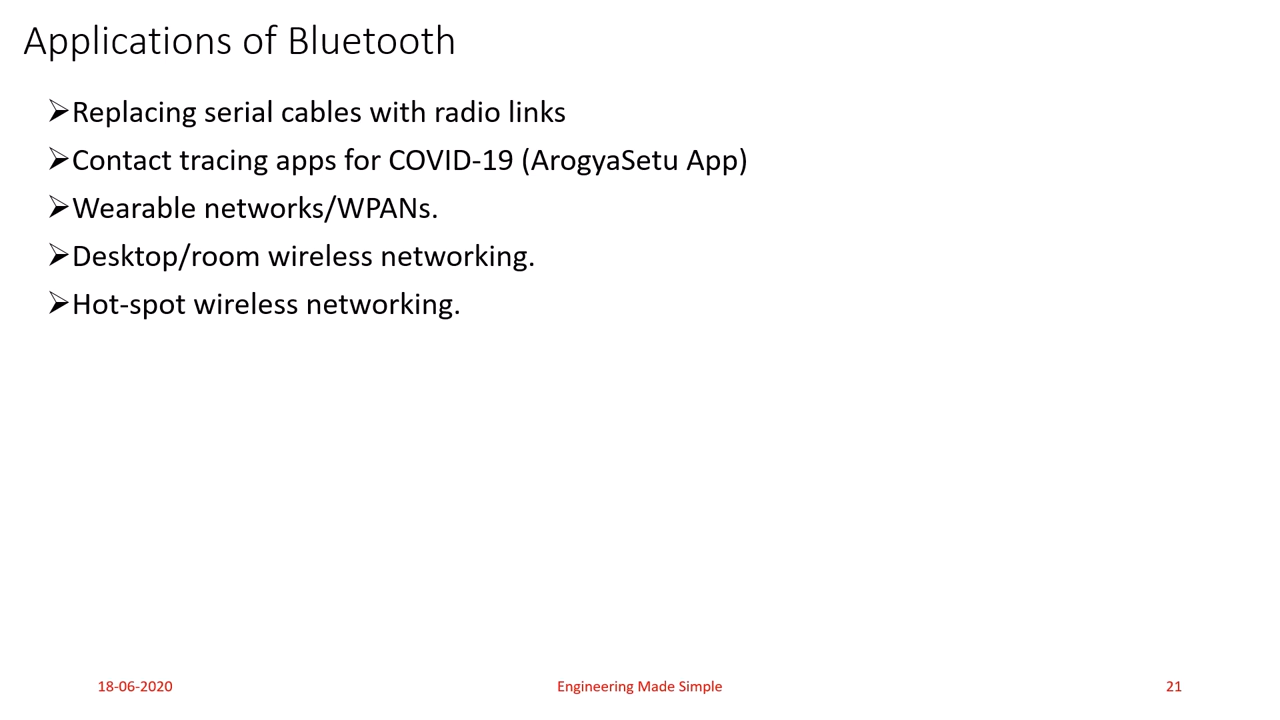 Applications of Bluetooth
➢Replacing serial cables with radio links
➢Contact tracing apps for COVID-19 (ArogyaSetu App)
➢Wearable networks/WPANs.
➢Desktop/room wireless networking.
➢Hot-spot wireless networking.
18-06-2020 Engineering Made Simple 21